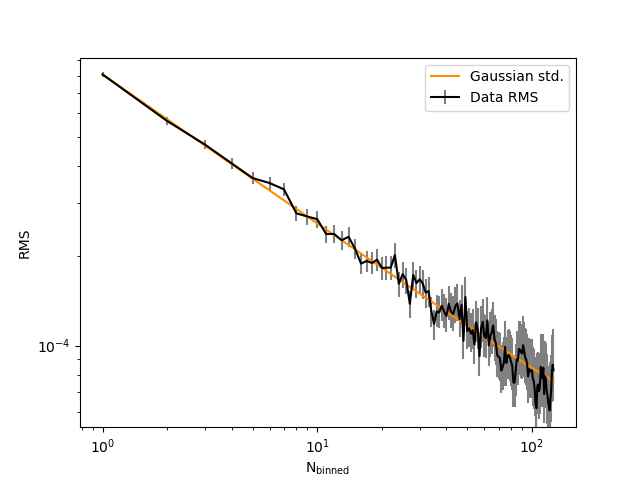 Gaussian std.
Data RMS
RMS
10⁻⁴
10⁰
10¹
10²
N_binned